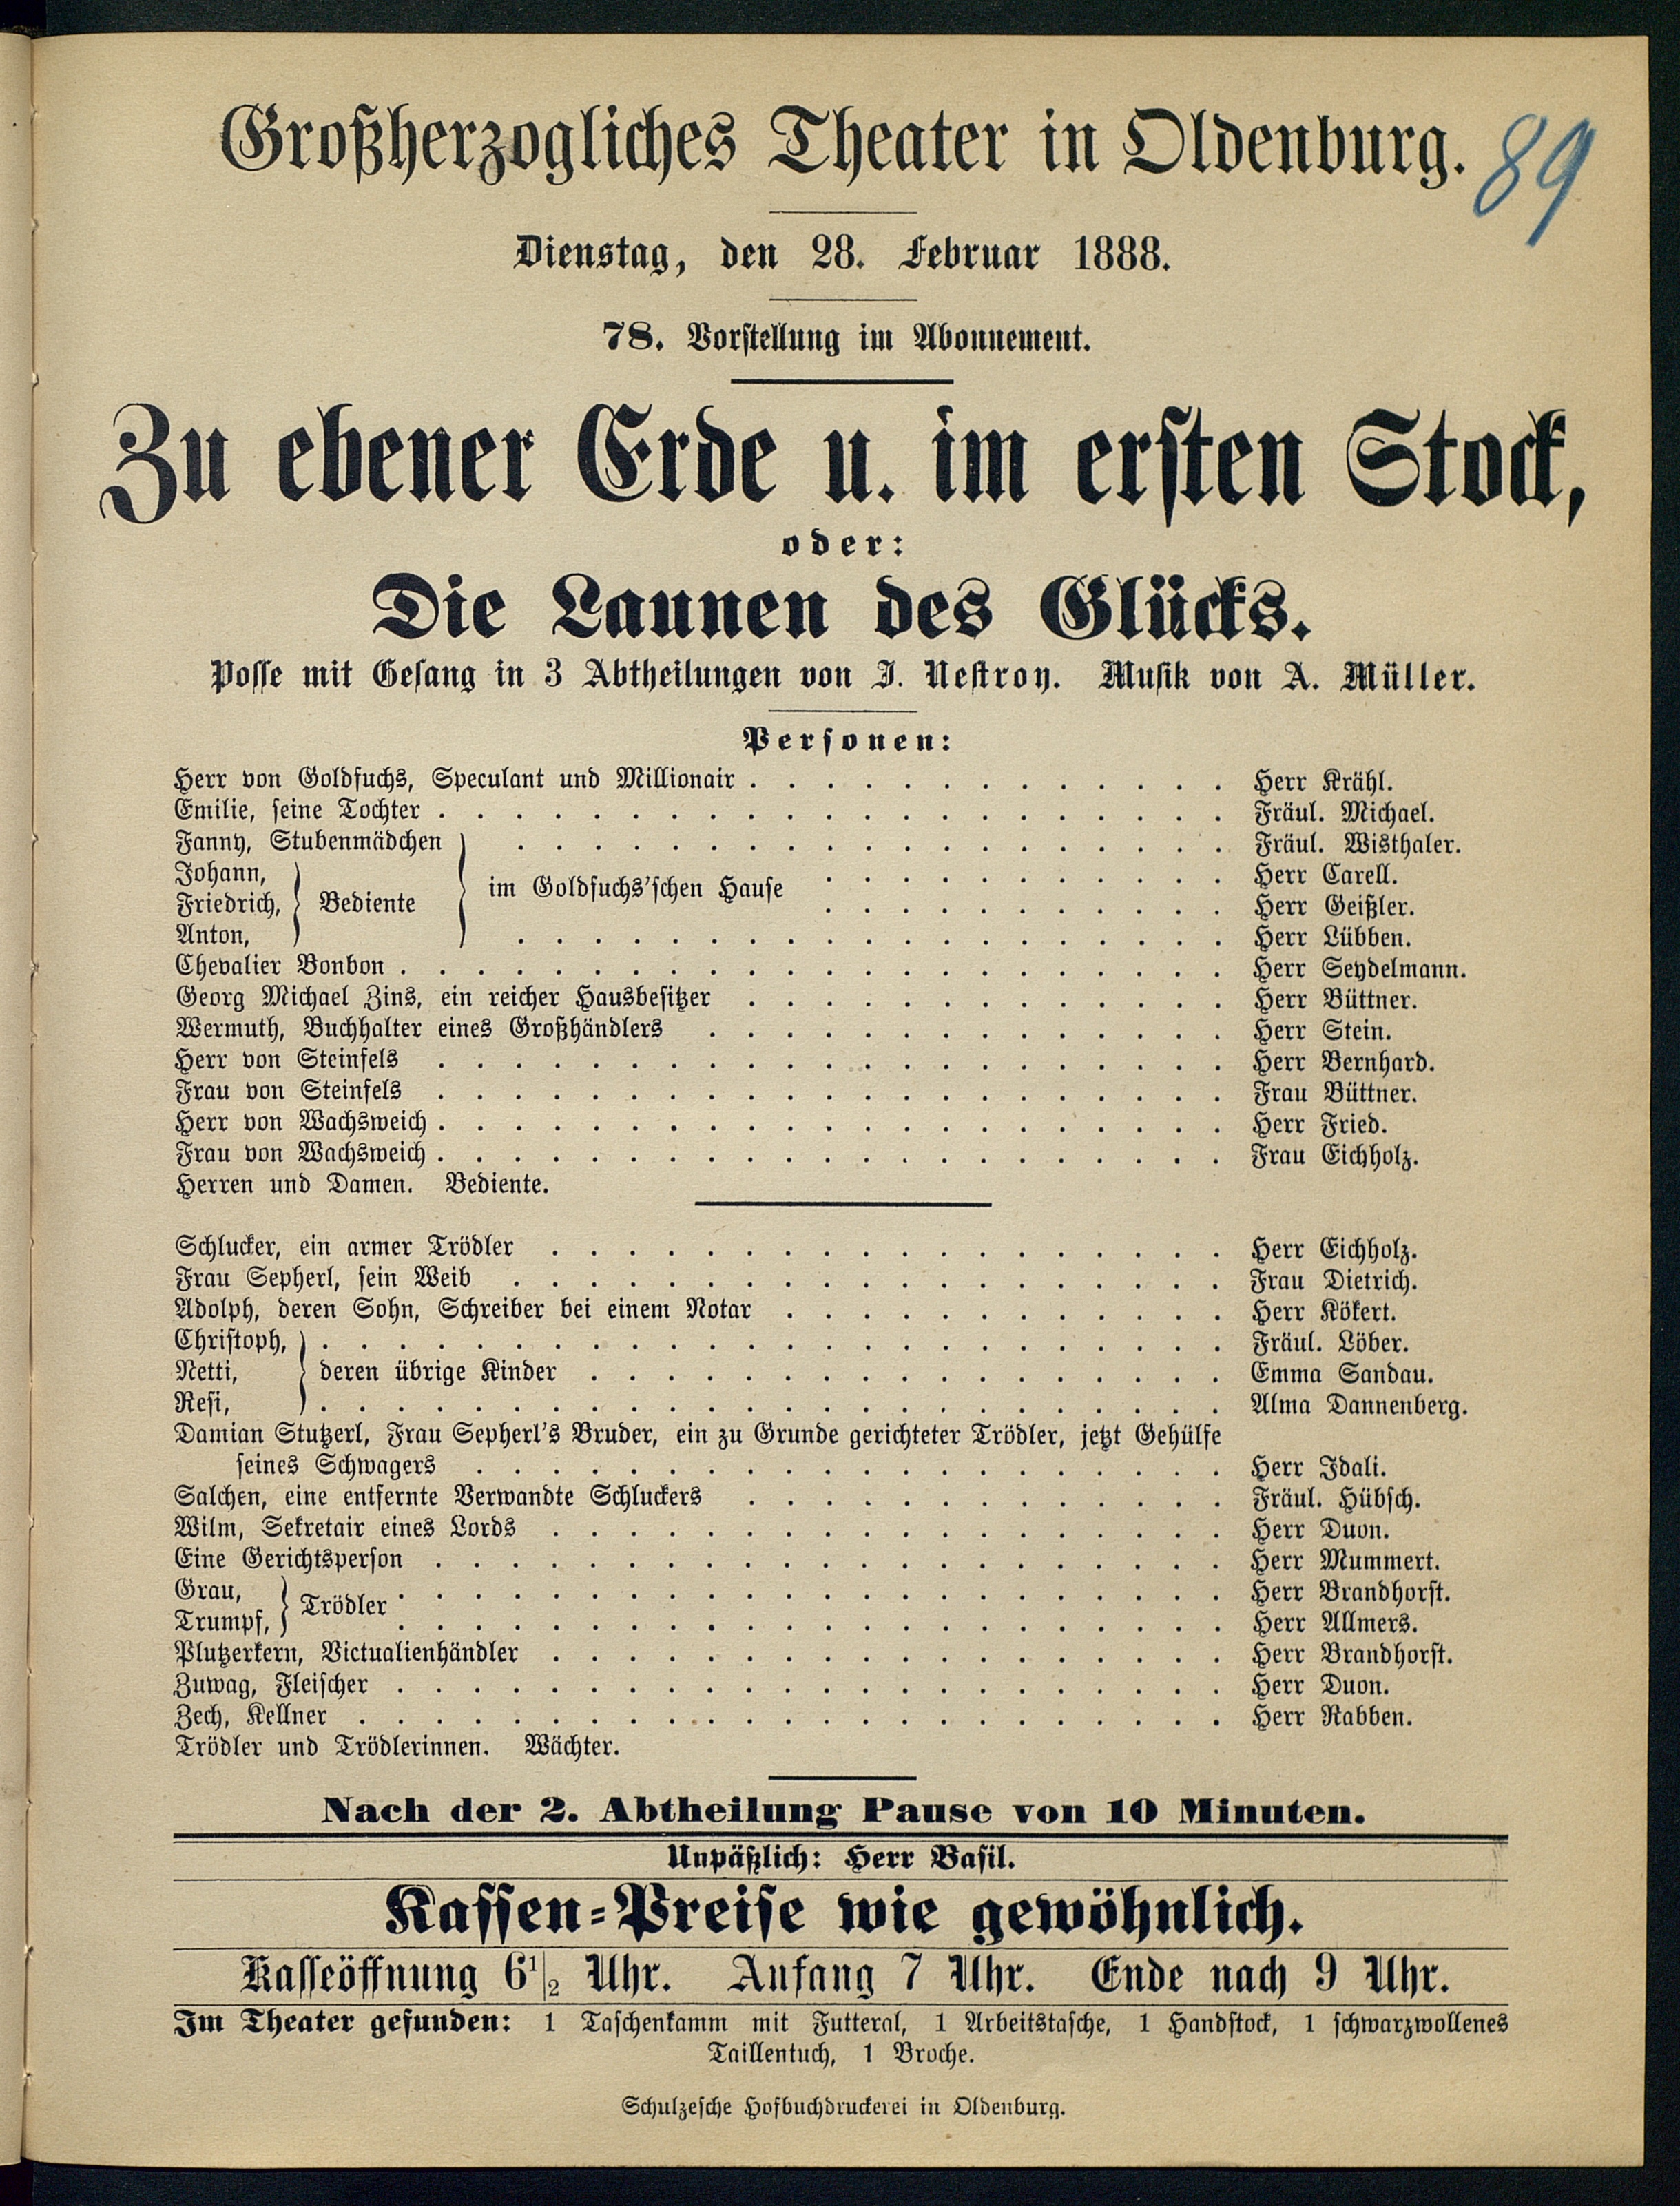 Großherzogliches Theater in Oldenburg.
89
Dienstag, den 28. Februar 1888.
78. Vorstellung im Abonnement.
Zu ebener Erde u. im ersten Stock,
oder:
Die Launen des Glücks.
Posse mit Gesang in 3 Abtheilungen von J. Nestroy. Musik von A. Müller.
Personen:
Herr von Goldfuchs, Speculant und Millionair . . . . . . . . . . . . . Herr Krähl.
Emilie, seine Tochter . . . . . . . . . . . . . . . . . . . . . Fräul. Michael.
Fanny, Stubenmädchen . . . . . . . . . . . . . . . . . . . Fräul. Wisthaler.
Johann, . . . . . . . . . . . Herr Carell.
Bediente im Goldfuchs'schen Hause
Friedrich, . . . . . . . . . . . Herr Geißler.
Anton, . . . . . . . . . . . . . . . . . . . Herr Lübben.
Chevalier Bonbon . . . . . . . . . . . . . . . . . . . . . . Herr Seydelmann.
Georg Michael Zins, ein reicher Hausbesitzer . . . . . . . . . . . . . Herr Büttner.
Wermuth, Buchhalter eines Großhändlers . . . . . . . . . . . . . . Herr Stein.
Herr von Steinfels . . . . . . . . . . . . . . . . . . . . . Herr Bernhard.
Frau von Steinfels . . . . . . . . . . . . . . . . . . . . . Frau Büttner.
Herr von Wachsweich . . . . . . . . . . . . . . . . . . . . . Herr Fried.
Frau von Wachsweich . . . . . . . . . . . . . . . . . . . . . Frau Eichholz.
Herren und Damen. Bediente.
Schlucker, ein armer Trödler . . . . . . . . . . . . . . . . . . Herr Eichholz.
Frau Sepherl, sein Weib . . . . . . . . . . . . . . . . . . . Frau Dietrich.
Adolph, deren Sohn, Schreiber bei einem Notar . . . . . . . . . . . . Herr Kökert.
Christoph, . . . . . . . . . . . . . . . . . . . . . . . . Fräul. Löber.
Netti, deren übrige Kinder . . . . . . . . . . . . . . . . . Emma Sandau.
Resi, . . . . . . . . . . . . . . . . . . . . . . . . Alma Dannenberg.
Damian Stutzerl, Frau Sepherl's Bruder, ein zu Grunde gerichteter Trödler, jetzt Gehülfe
seines Schwagers . . . . . . . . . . . . . . . . . . . . Herr Idali.
Salchen, eine entfernte Verwandte Schluckers . . . . . . . . . . . . . Fräul. Hübsch.
Wilm, Sekretair eines Lords . . . . . . . . . . . . . . . . . . Herr Duon.
Eine Gerichtsperson . . . . . . . . . . . . . . . . . . . . . Herr Mummert.
Grau, . . . . . . . . . . . . . . . . . . . . . . Herr Brandhorst.
Trödler
Trumpf, . . . . . . . . . . . . . . . . . . . . . . Herr Allmers.
Plutzerkern, Victualienhändler . . . . . . . . . . . . . . . . . . Herr Brandhorst.
Zuwag, Fleischer . . . . . . . . . . . . . . . . . . . . . . Herr Duon.
Zech, Kellner . . . . . . . . . . . . . . . . . . . . . . . Herr Rabben.
Trödler und Trödlerinnen. Wächter.
Nach der 2. Abtheilung Pause von 10 Minuten.
Unpäßlich: Herr Basil.
Kassen-Preise wie gewöhnlich.
Kasseöffnung 6 1/2 Uhr. Anfang 7 Uhr. Ende nach 9 Uhr.
Im Theater gefunden: 1 Taschenkamm mit Futteral, 1 Arbeitstasche, 1 Handstock, 1 schwarzwollenes
Taillentuch, 1 Broche.
Schulzesche Hofbuchdruckerei in Oldenburg.